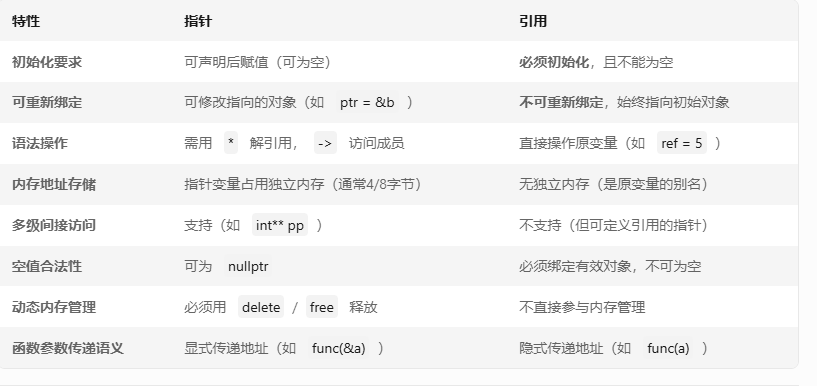 特性 指针 引用
初始化要求 可声明后赋值（可为空） 必须初始化，且不能为空
可重新绑定 可修改指向的对象（如 ptr = &b ） 不可重新绑定，始终指向初始对象
语法操作 需用 * 解引用， -> 访问成员 直接操作原变量（如 ref = 5 ）
内存地址存储 指针变量占用独立内存（通常4/8字节） 无独立内存（是原变量的别名）
多级间接访问 支持（如 int** pp ） 不支持（但可定义引用的指针）
空值合法性 可为 nullptr 必须绑定有效对象，不可为空
动态内存管理 必须用 delete / free 释放 不直接参与内存管理
函数参数传递语义 显式传递地址（如 func(&a) ） 隐式传递地址（如 func(a) ）